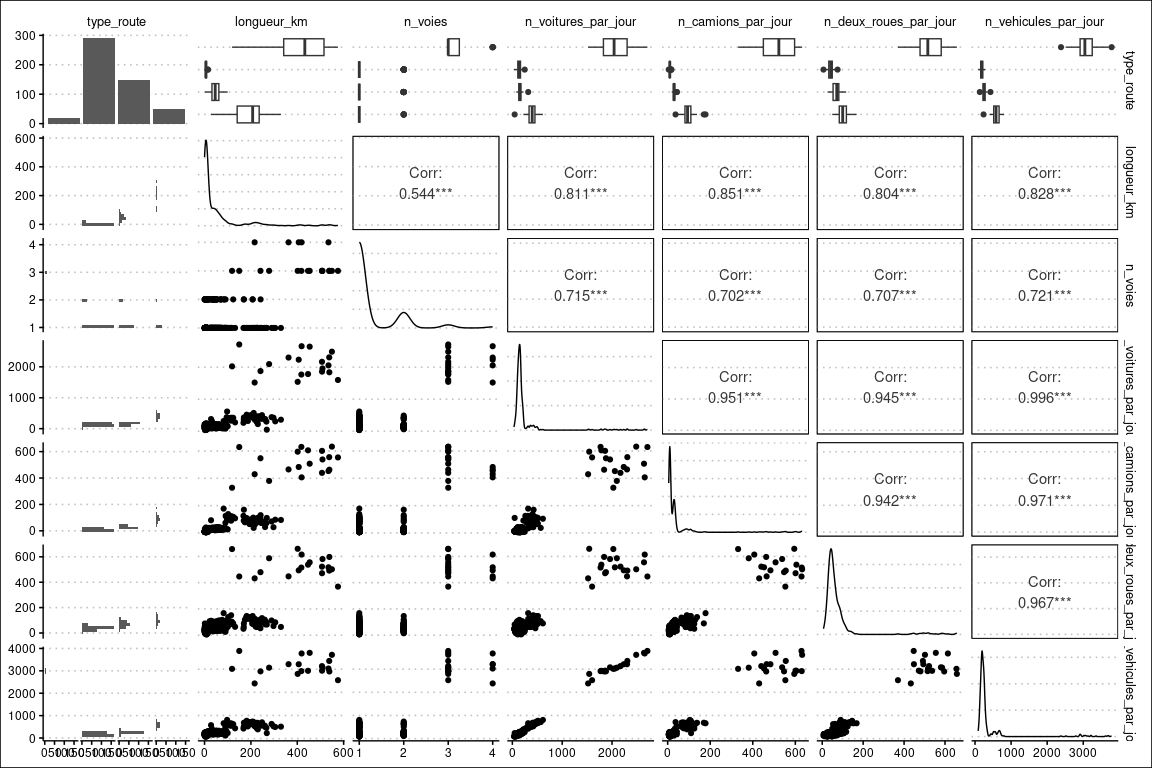 type_route longueur_km n_voies n_voitures_par_jour n_camions_par_jour n_deux_roues_par_jour n_vehicules_par_jour
300
200
100
0
type_route
600
400
200
0
Corr: Corr: Corr: Corr: Corr:
0.544*** 0.811*** 0.851*** 0.804*** 0.828***
longueur_km
4
3
2
1
Corr: Corr: Corr: Corr:
0.715*** 0.702*** 0.707*** 0.721***
n_voies
2000
1000
0
Corr: Corr: Corr:
0.951*** 0.945*** 0.996***
_voitures_par_jo
600
400
200
0
Corr: Corr:
0.942*** 0.971***
_camions_par_jo
600
400
200
0
Corr:
0.967***
eux_roues_par_j
4000
3000
2000
1000
0
_vehicules_par_jo
0 200 400 600 1 2 3 4 0 1000 2000 0 200 400 600 0 200 400 600 0 1000 2000 3000